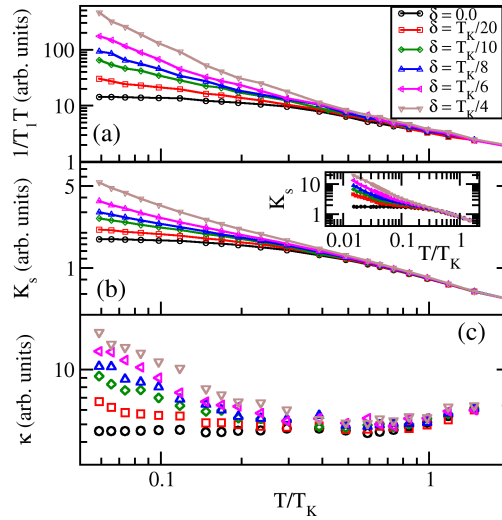 1/T₁T (arb. units)
100
10
1
(a)
δ = 0.0
δ = T_K/20
δ = T_K/10
δ = T_K/8
δ = T_K/6
δ = T_K/4
K_s (arb. units)
5
1
(b)
K_s
10
1
0.01
0.1
1
T/T_K
κ (arb. units)
10
(c)
0.1
1
T/T_K